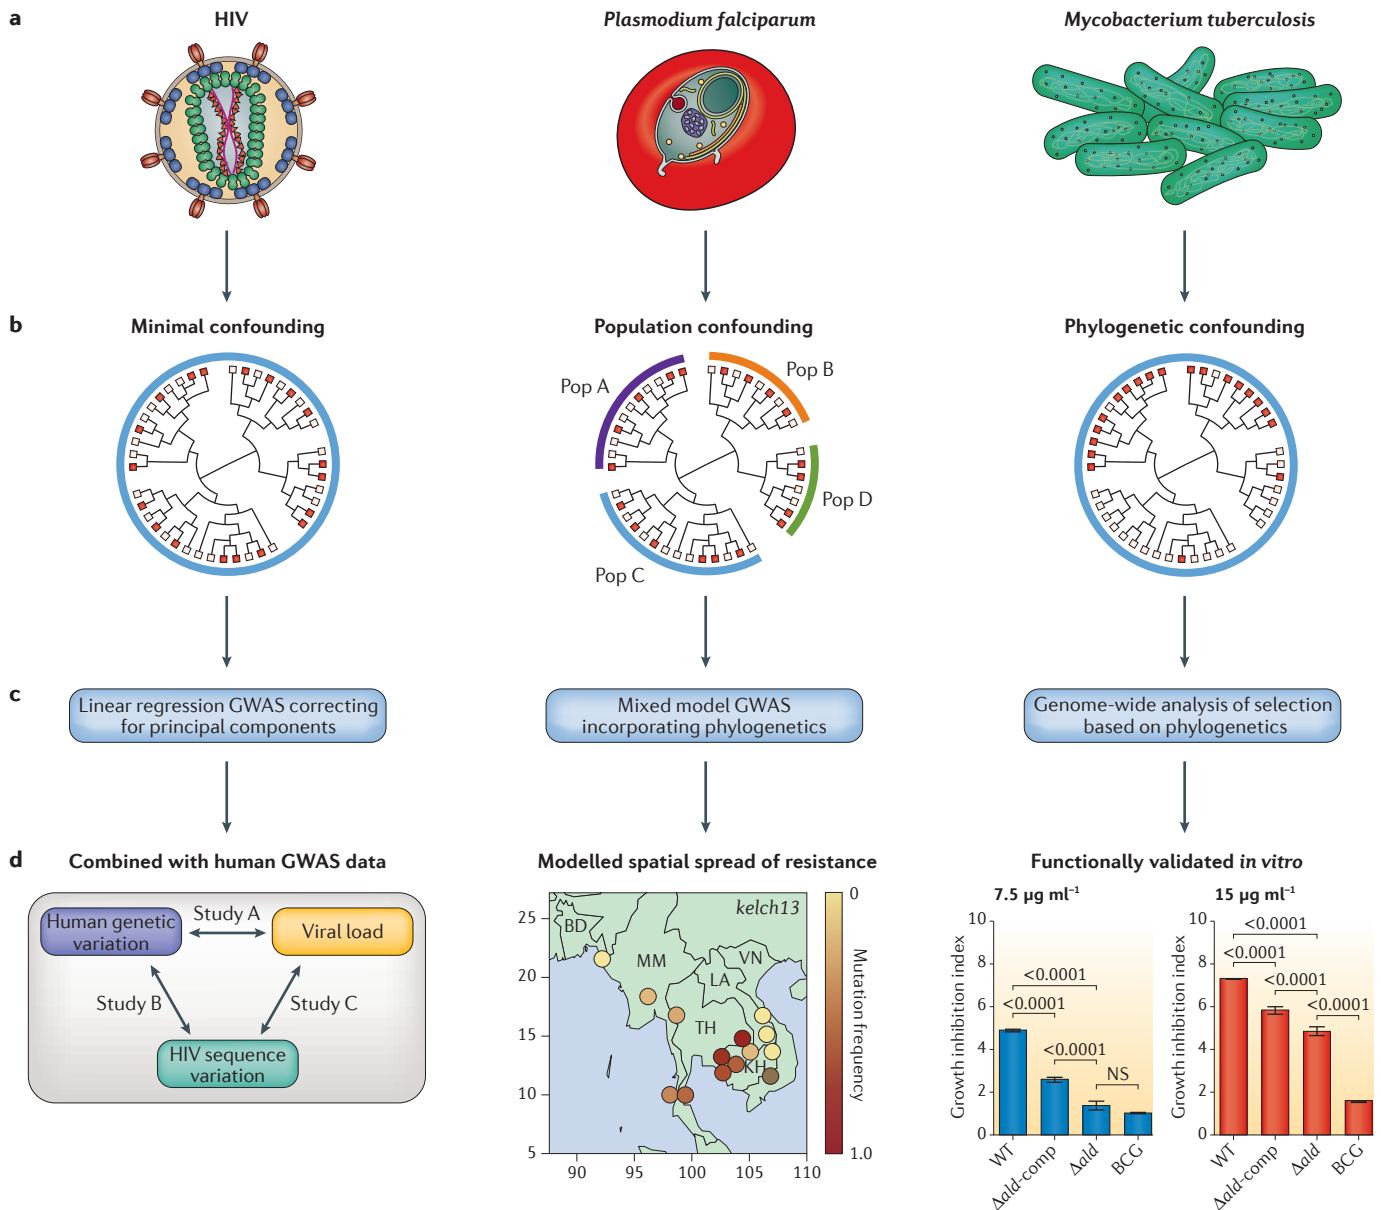 a
HIV
Plasmodium falciparum
Mycobacterium tuberculosis
b
Minimal confounding
Population confounding
Phylogenetic confounding
Pop A
Pop B
Pop C
Pop D
c
Linear regression GWAS correcting
for principal components
Mixed model GWAS
incorporating phylogenetics
Genome-wide analysis of selection
based on phylogenetics
d
Combined with human GWAS data
Human genetic
variation
Study A
Viral load
Study B
Study C
HIV sequence
variation
Modelled spatial spread of resistance
kelch13
BD
MM
LA
VN
TH
KH
25
20
15
10
5
90
95
100
105
110
0
Mutation frequency
1.0
Functionally validated in vitro
7.5 µg ml⁻¹
Growth inhibition index
10
8
6
4
2
0
<0.0001
<0.0001
<0.0001
NS
WT
Δald-comp
Δald
BCG
15 µg ml⁻¹
Growth inhibition index
10
8
6
4
2
0
<0.0001
<0.0001
<0.0001
<0.0001
WT
Δald-comp
Δald
BCG